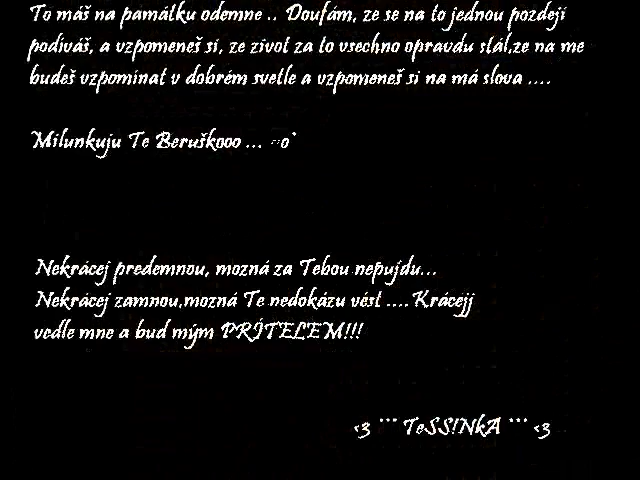 To máš na památku odemne .. Doufám, ze se na to jednou pozdeji
podíváš, a vzpomeneš si, ze zivot za to vsechno opravdu stál,ze na me
budeš vzpomínat v dobrém svetle a vzpomeneš si na má slova ....
Milunkuju Te Beruškooo ... =o*
Nekrácej predemnou, mozná za Tebou nepujdu...
Nekrácej zamnou,mozná Te nedokázu vést .... Krácejj
vedle mne a bud mým PRÍTELEM!!!
<3 ``` TeSS!NkA ``` <3